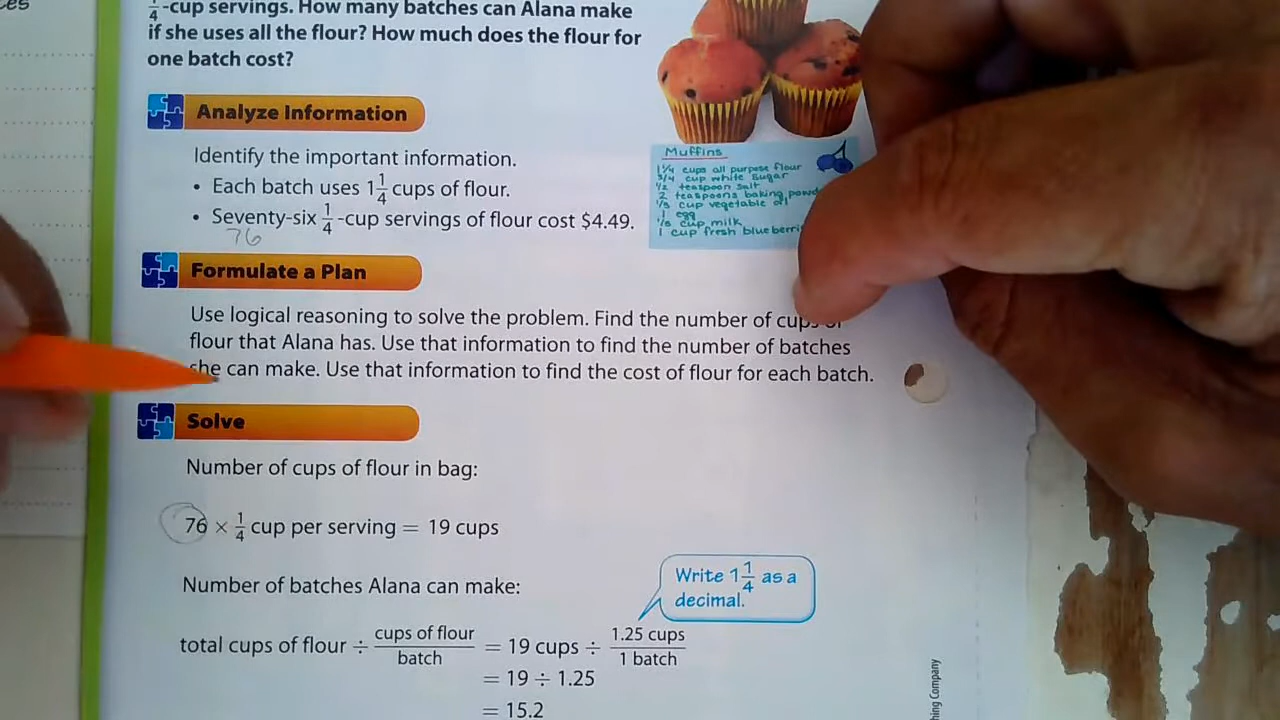 1/4-cup servings. How many batches can Alana make
if she uses all the flour? How much does the flour for
one batch cost?
Analyze Information
Identify the important information.
• Each batch uses 1 1/4 cups of flour.
• Seventy-six 1/4-cup servings of flour cost $4.49.
76
Muffins
1 1/4 cups all purpose flour
3/4 cup white sugar
1/2 teaspoon salt
2 teaspoons baking
cup vegetable oil
1 egg
cup milk
1 cup fresh
Formulate a Plan
Use logical reasoning to solve the problem. Find the number of cups of
flour that Alana has. Use that information to find the number of batches
she can make. Use that information to find the cost of flour for each batch.
Solve
Number of cups of flour in bag:
76 × 1/4 cup per serving = 19 cups
Number of batches Alana can make:
Write 1 1/4 as a
decimal.
total cups of flour ÷ cups of flour/batch = 19 cups ÷ 1.25 cups/1 batch
= 19 ÷ 1.25
= 15.2
Company